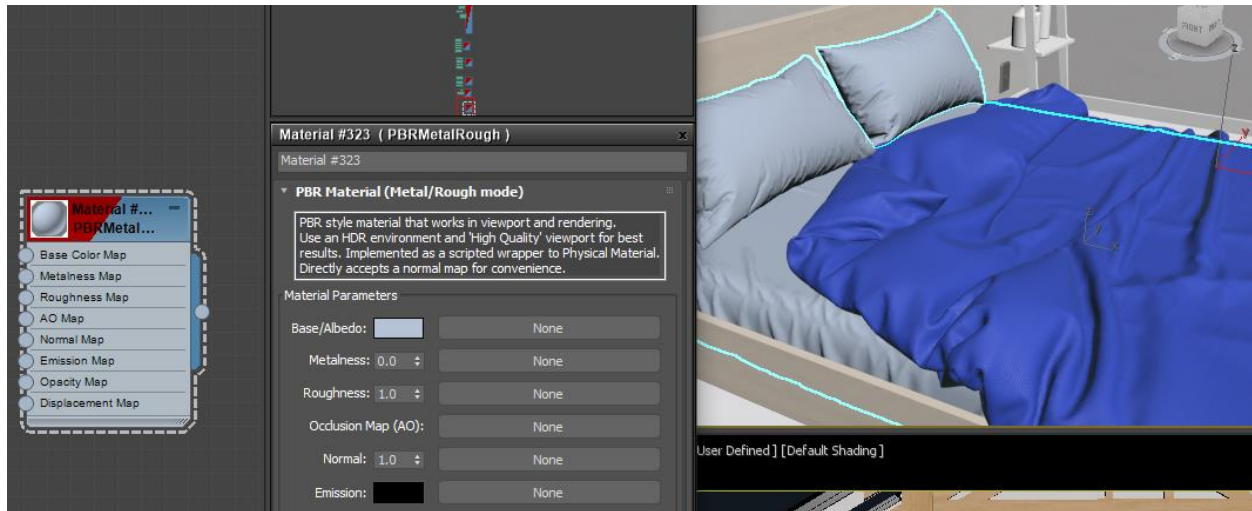 Material #...
PBRMetal...
Base Color Map
Metalness Map
Roughness Map
AO Map
Normal Map
Emission Map
Opacity Map
Displacement Map
Material #323 ( PBRMetalRough )
x
Material #323
PBR Material (Metal/Rough mode)
PBR style material that works in viewport and rendering.
Use an HDR environment and 'High Quality' viewport for best
results. Implemented as a scripted wrapper to Physical Material.
Directly accepts a normal map for convenience.
Material Parameters
Base/Albedo: None
Metalness: 0.0 None
Roughness: 1.0 None
Occlusion Map (AO): None
Normal: 1.0 None
Emission: None
FRONT
z
y
z
User Defined ] [Default Shading ]